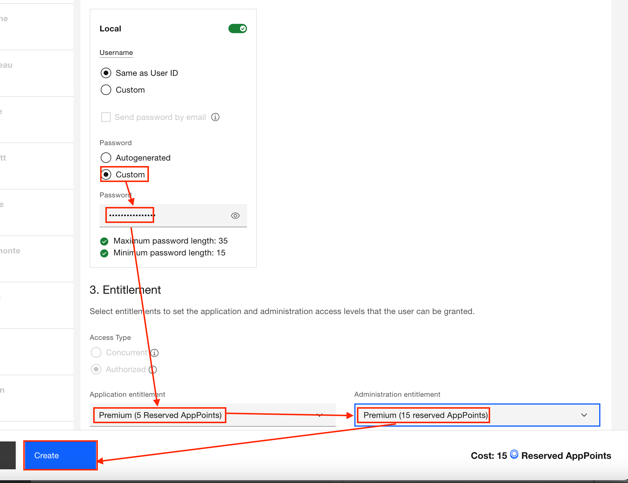 ne
Local
Username
eau
Same as User ID
Custom
e
Send password by email
Password
tt
Autogenerated
Custom
Password
e
Maximum password length: 35
monte
Minimum password length: 15
3. Entitlement
Select entitlements to set the application and administration access levels that the user can be granted.
Access Type
Concurrent
Authorized
n
Application entitlement
Administration entitlement
Premium (5 Reserved AppPoints)
Premium (15 reserved AppPoints)
Create
Cost: 15 Reserved AppPoints